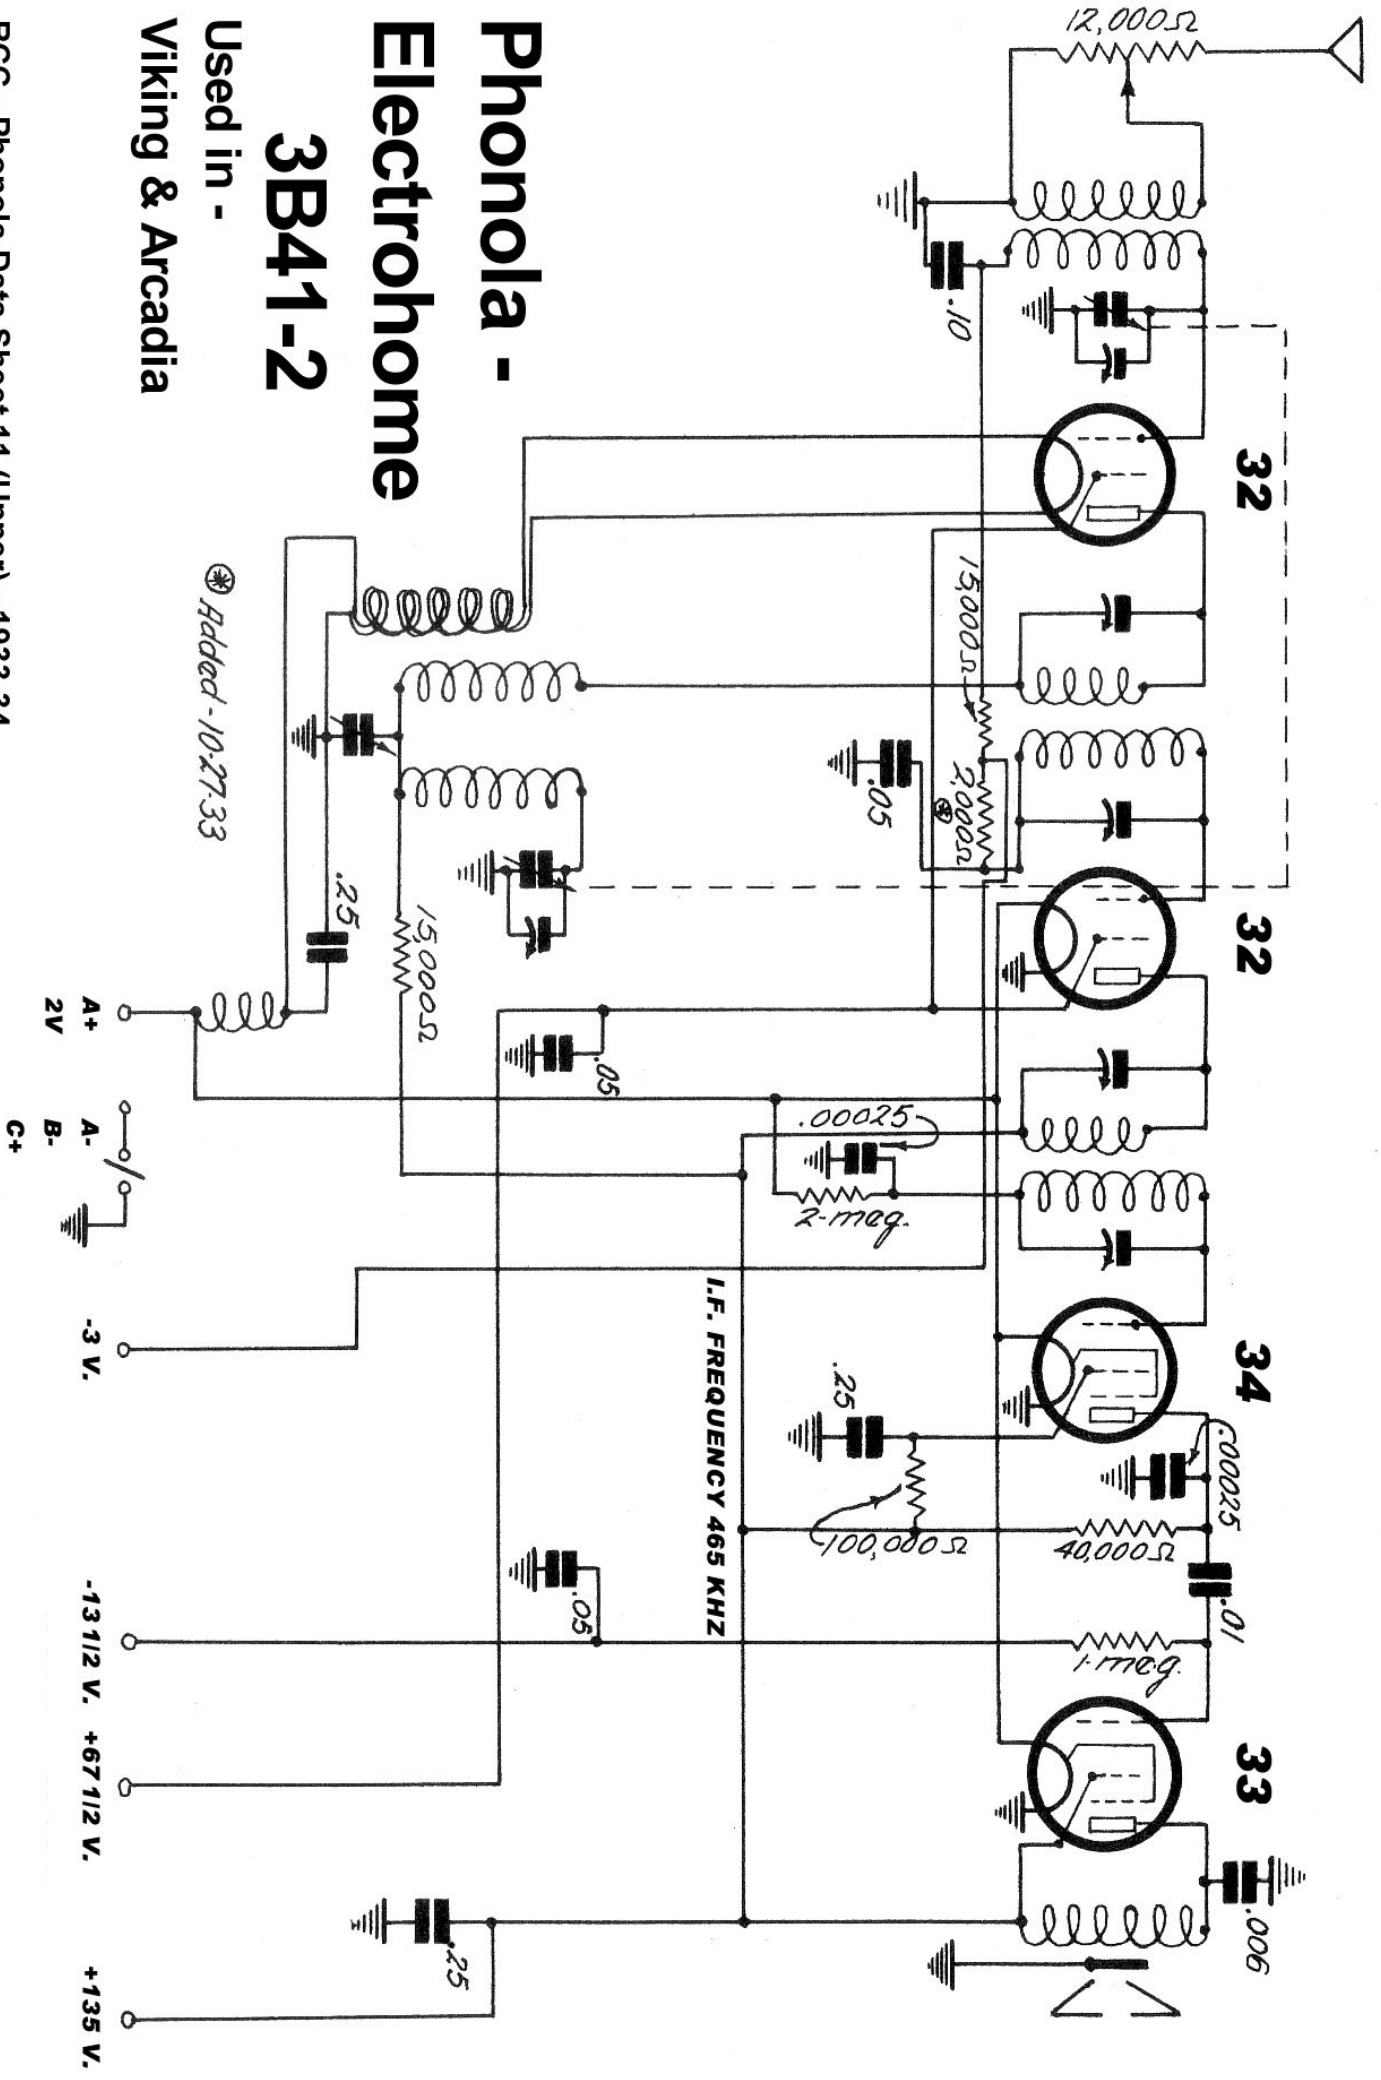 Phonola -
Electrohome
3B41-2
Used in -
Viking & Arcadia
12,000Ω
.10
32
15,000Ω
2,000Ω
⊛
.05
32
⊛ Added-10-27-33
.25
15,000Ω
.05
.00025
2-meg.
34
.00025
.25
100,000Ω
40,000Ω
.01
I.F. FREQUENCY 465 KHZ
.05
1-meg.
33
.006
.25
A+
2V
A-
B-
C+
-3 V.
-13 1/2 V.
+67 1/2 V.
+135 V.